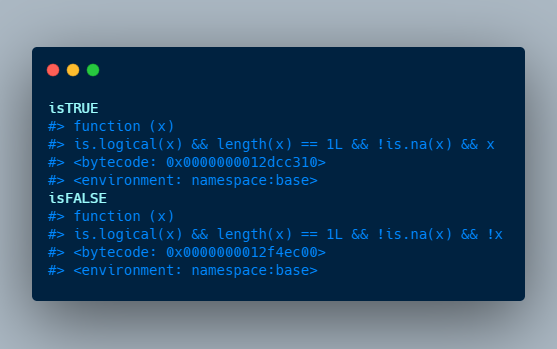 isTRUE
#> function (x)
#> is.logical(x) && length(x) == 1L && !is.na(x) && x
#> <bytecode: 0x0000000012dcc310>
#> <environment: namespace:base>
isFALSE
#> function (x)
#> is.logical(x) && length(x) == 1L && !is.na(x) && !x
#> <bytecode: 0x0000000012f4ec00>
#> <environment: namespace:base>